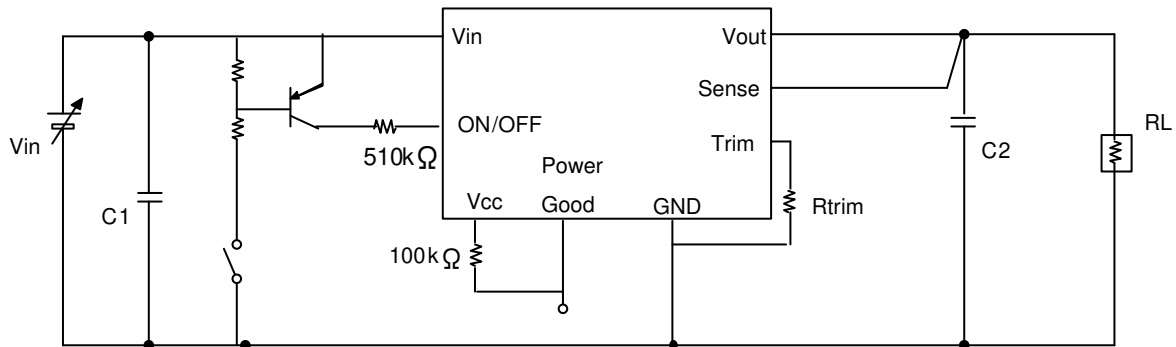 Vin
Vout
Sense
ON/OFF
RL
Vin
510kΩ
Trim
C2
Power
C1
Vcc
Good
GND
Rtrim
100kΩ